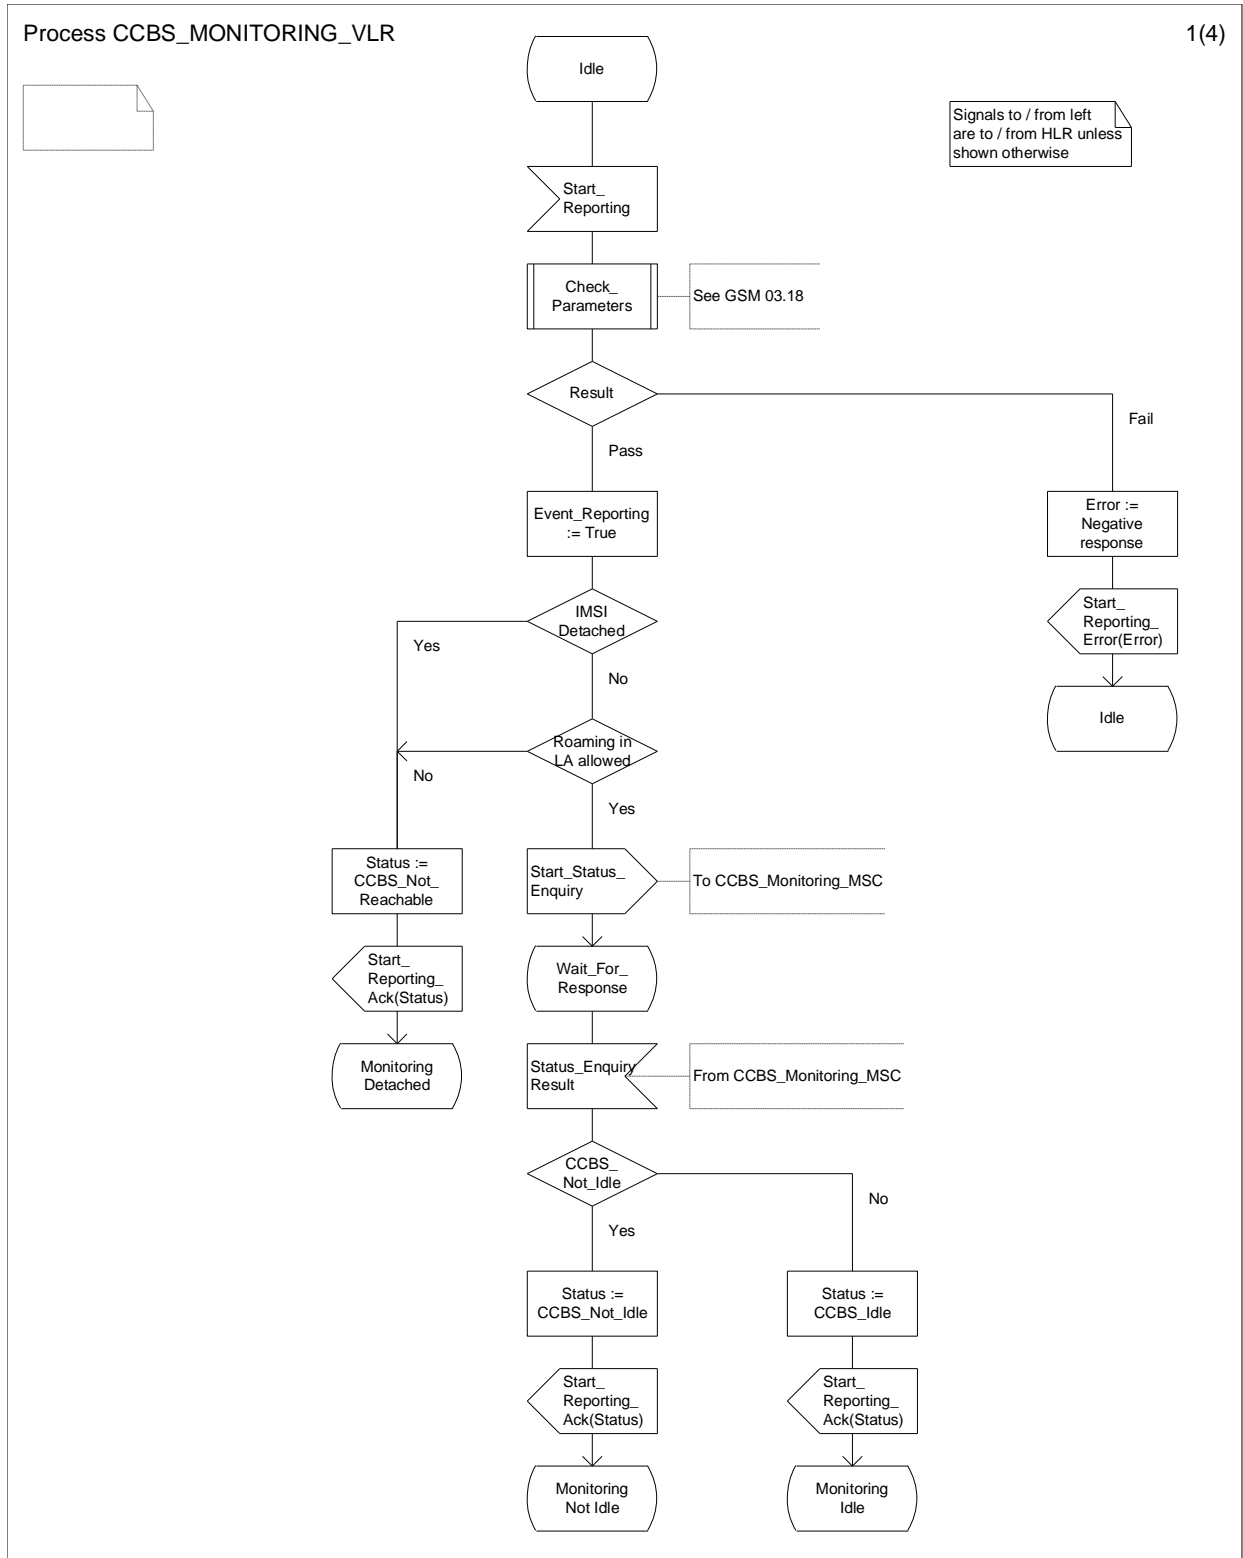 Process CCBS_MONITORING_VLR
1(4)
Idle
Signals to / from left
are to / from HLR unless
shown otherwise
Start_
Reporting
Check_
Parameters
See GSM 03.18
Result
Fail
Pass
Event_Reporting
:= True
Error :=
Negative
response
IMSI
Detached
Start_
Reporting_
Error(Error)
Yes
No
Idle
Roaming in
LA allowed
No
Yes
Status :=
CCBS_Not_
Reachable
Start_Status_
Enquiry
To CCBS_Monitoring_MSC
Start_
Reporting_
Ack(Status)
Wait_For_
Response
Monitoring
Detached
Status_Enquiry
Result
From CCBS_Monitoring_MSC
CCBS_
Not_Idle
No
Yes
Status :=
CCBS_Not_Idle
Status :=
CCBS_Idle
Start_
Reporting_
Ack(Status)
Start_
Reporting_
Ack(Status)
Monitoring
Not Idle
Monitoring
Idle